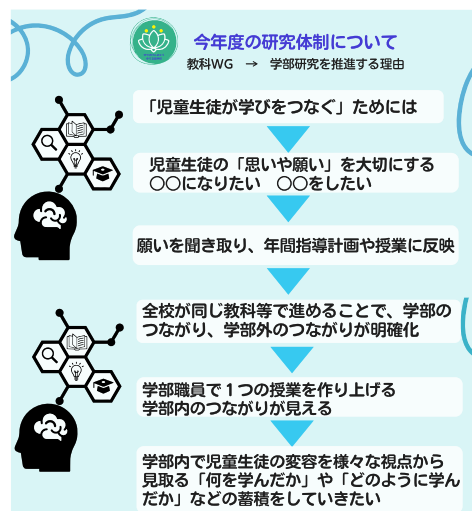 今年度の研究体制について
教科WG　→　学部研究を推進する理由
「児童生徒が学びをつなぐ」ためには
児童生徒の「思いや願い」を大切にする
〇〇になりたい　〇〇をしたい
願いを聞き取り、年間指導計画や授業に反映
全校が同じ教科等で進めることで、学部の
つながり、学部外のつながりが明確化
学部職員で１つの授業を作り上げる
学部内のつながりが見える
学部内で児童生徒の変容を様々な視点から
見取る「何を学んだか」や「どのように学ん
だか」などの蓄積をしていきたい